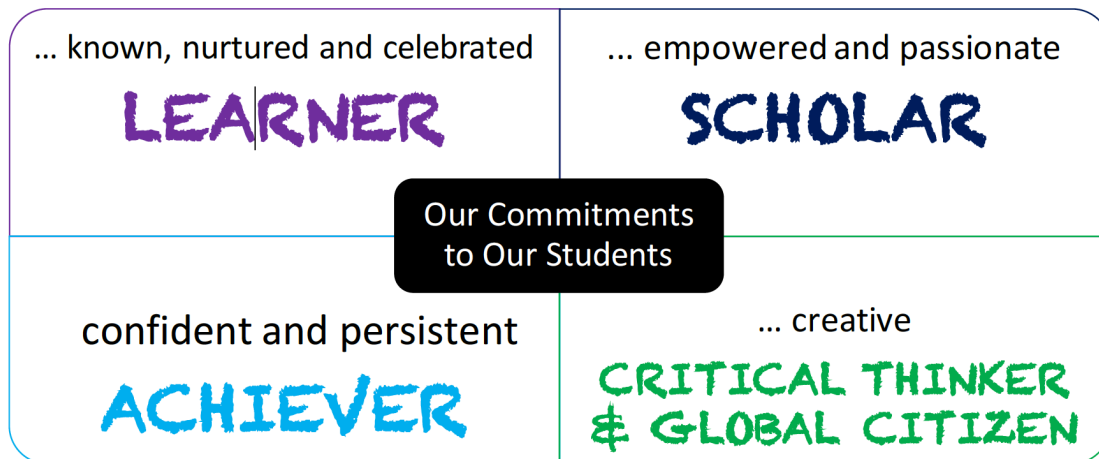 … known, nurtured and celebrated
LEARNER
… empowered and passionate
SCHOLAR
Our Commitments
to Our Students
confident and persistent
ACHIEVER
… creative
CRITICAL THINKER
& GLOBAL CITIZEN